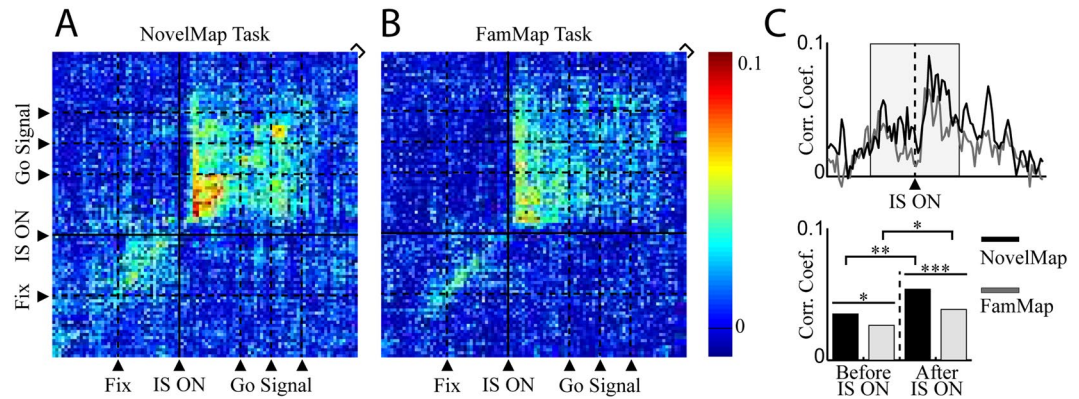 A
NovelMap Task
Go Signal
IS ON
Fix
Fix
IS ON
Go Signal
B
FamMap Task
Fix
IS ON
Go Signal
0.1
0
C
0.1
Corr. Coef.
0
IS ON
0.1
Corr. Coef.
0
*
**
*
***
NovelMap
FamMap
Before
IS ON
After
IS ON